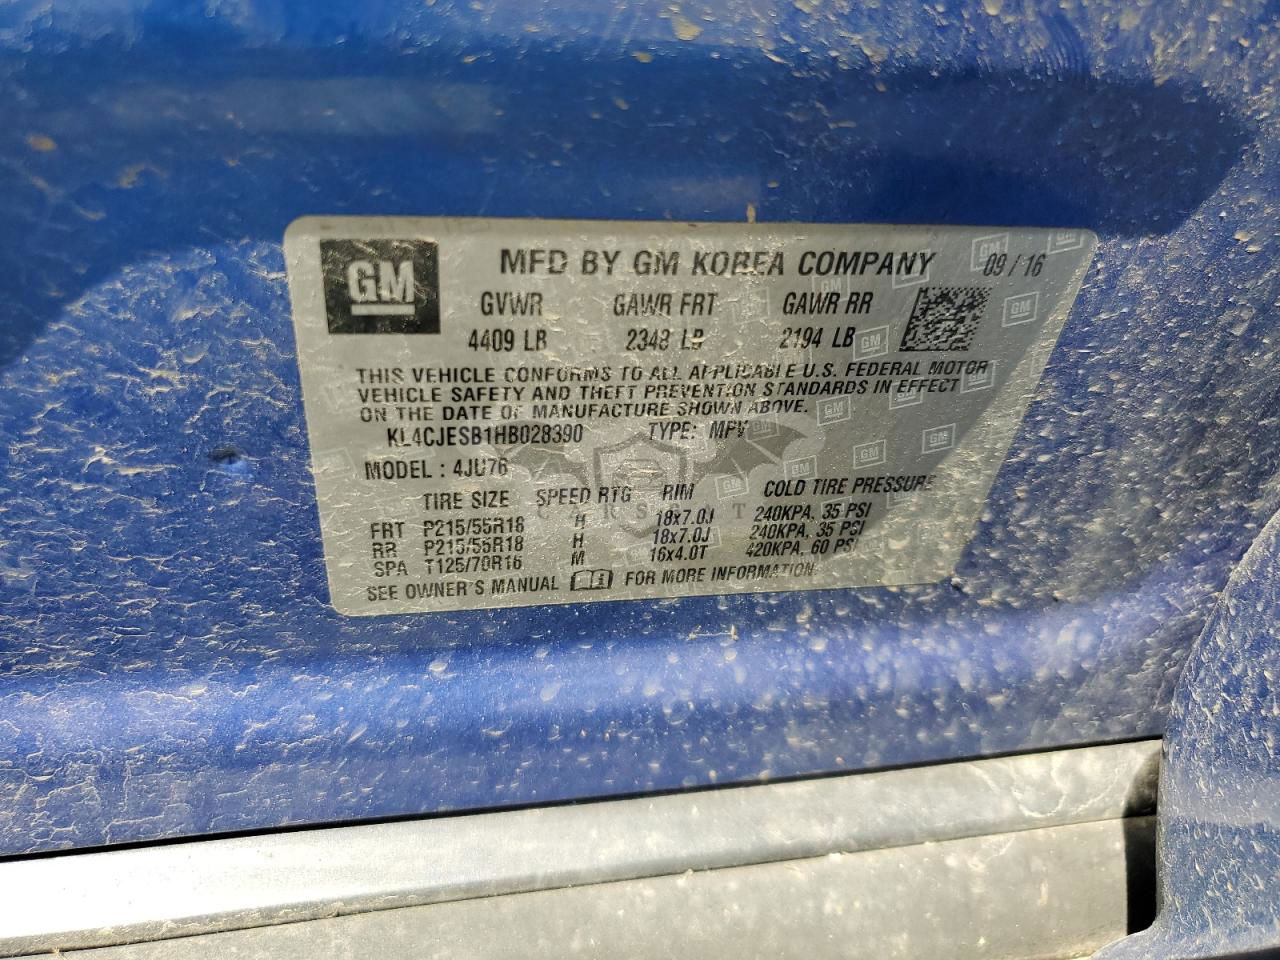 GM MFD BY GM KOREA COMPANY 09/16
GVWR GAWR FRT GAWR RR
4409 LB 2348 LB 2194 LB
THIS VEHICLE CONFORMS TO ALL APPLICABLE U.S. FEDERAL MOTOR
VEHICLE SAFETY AND THEFT PREVENTION STANDARDS IN EFFECT
ON THE DATE OF MANUFACTURE SHOWN ABOVE.
KL4CJESB1HB028390 TYPE: MPV
MODEL : 4JU76
TIRE SIZE SPEED RTG RIM COLD TIRE PRESSURE
FRT P215/55R18 H 18x7.0J 240KPA, 35 PSI
RR P215/55R18 H 18x7.0J 240KPA, 35 PSI
SPA T125/70R16 M 16x4.0T 420KPA, 60 PSI
SEE OWNER'S MANUAL FOR MORE INFORMATION